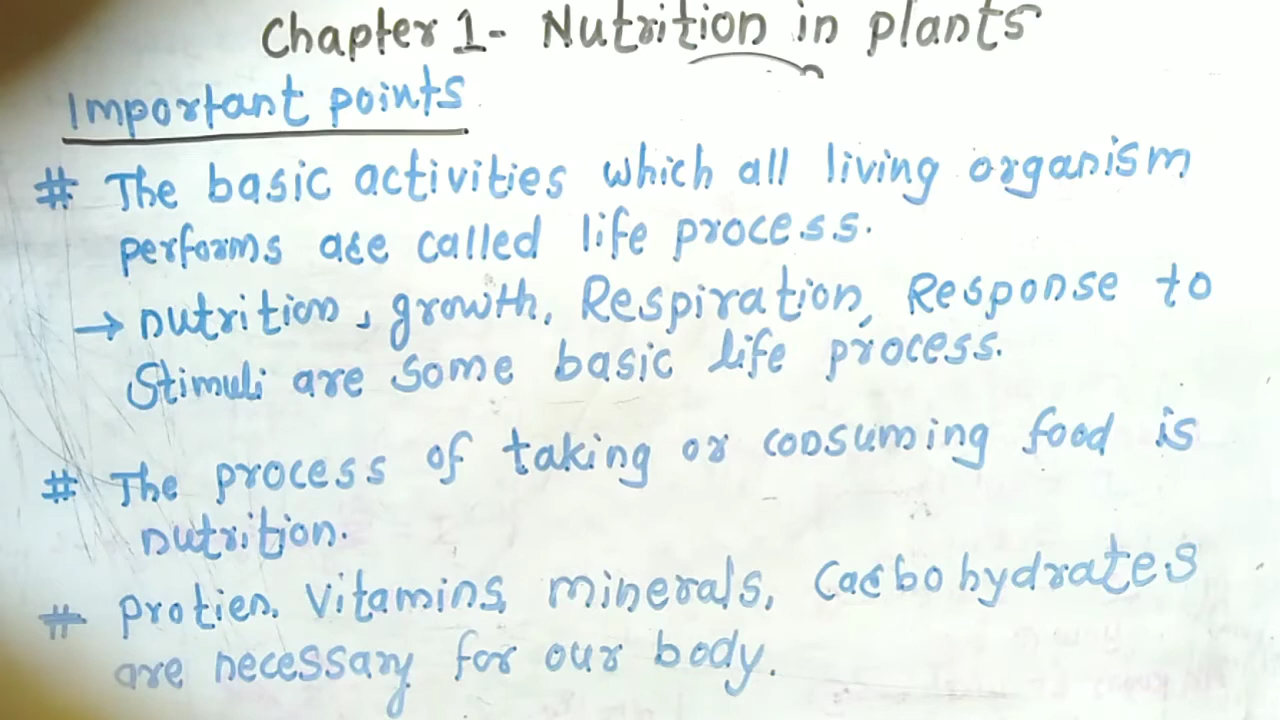 Chapter 1- Nutrition in plants
Important points
# The basic activities which all living organism
performs are called life process.
→ nutrition, growth, Respiration, Response to
Stimuli are some basic life process.
# The process of taking or consuming food is
nutrition.
# protien, Vitamins, minerals, Carbohydrates
are necessary for our body.